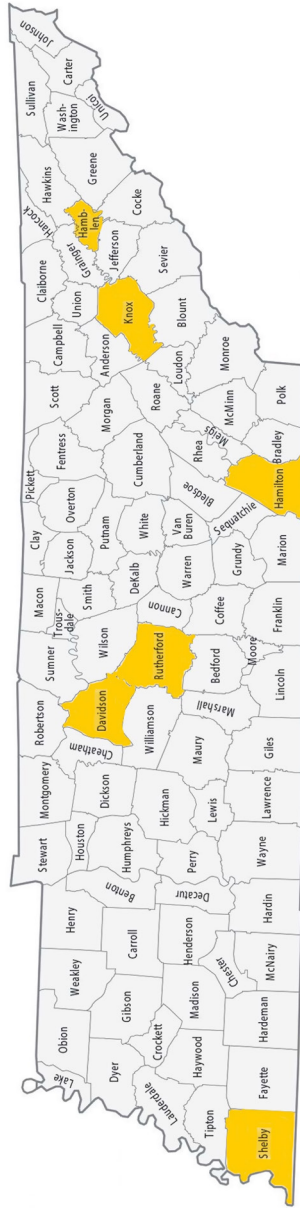 Johnson
Sullivan
Carter
Wash-
ington
Unicoi
Hawkins
Greene
Hancock
Hamb-
len
Cocke
Grainger
Jefferson
Claiborne
Union
Knox
Sevier
Campbell
Anderson
Blount
Scott
Loudon
Monroe
Morgan
Roane
McMinn
Polk
Fentress
Cumberland
Rhea
Meigs
Bradley
Pickett
Overton
Putnam
White
Bledsoe
Hamilton
Clay
Jackson
Van
Buren
Sequatchie
Marion
DeKalb
Warren
Grundy
Macon
Smith
Cannon
Coffee
Franklin
Trous-
dale
Sumner
Wilson
Rutherford
Bedford
Moore
Robertson
Davidson
Williamson
Marshall
Lincoln
Cheatham
Maury
Giles
Montgomery
Dickson
Hickman
Lewis
Lawrence
Stewart
Houston
Humphreys
Perry
Wayne
Benton
Decatur
Hardin
Henry
Carroll
Henderson
Chester
McNairy
Weakley
Gibson
Madison
Hardeman
Obion
Crockett
Haywood
Fayette
Lake
Dyer
Lauderdale
Tipton
Shelby